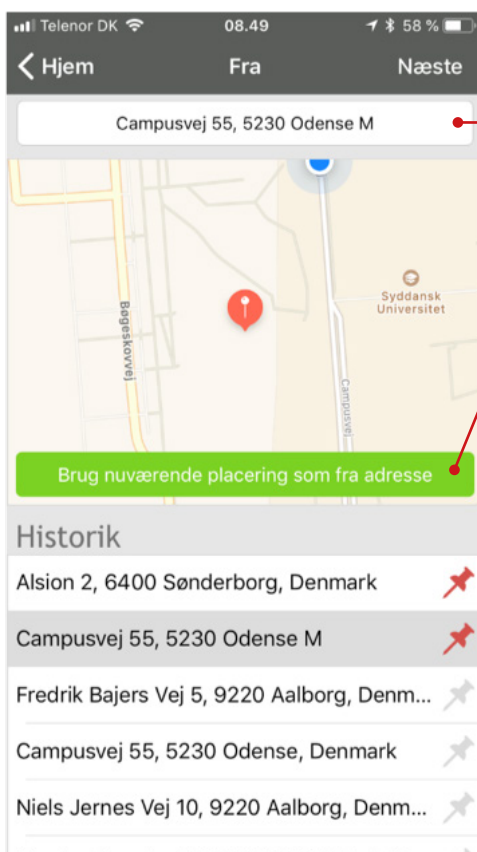 Telenor DK 08.49 58 %
Hjem Fra Næste
Campusvej 55, 5230 Odense M
Bøgeskovvej
Syddansk
Universitet
Campusvej
Brug nuværende placering som fra adresse
Historik
Alsion 2, 6400 Sønderborg, Denmark
Campusvej 55, 5230 Odense M
Fredrik Bajers Vej 5, 9220 Aalborg, Denm...
Campusvej 55, 5230 Odense, Denmark
Niels Jernes Vej 10, 9220 Aalborg, Denm...